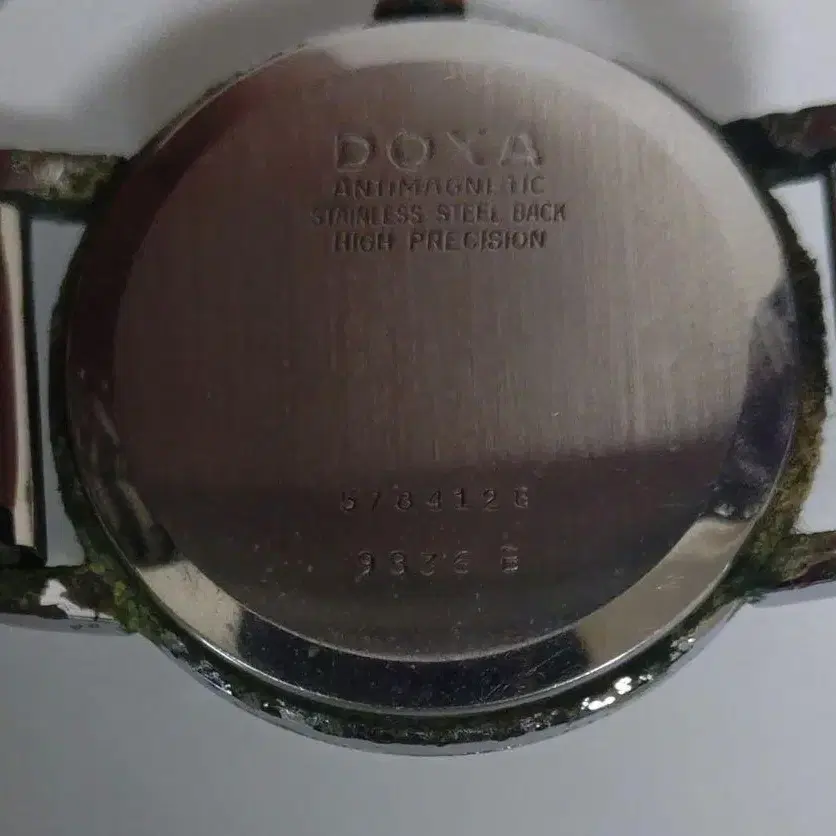 DOXA
ANTIMAGNETIC
STAINLESS STEEL BACK
HIGH PRECISION